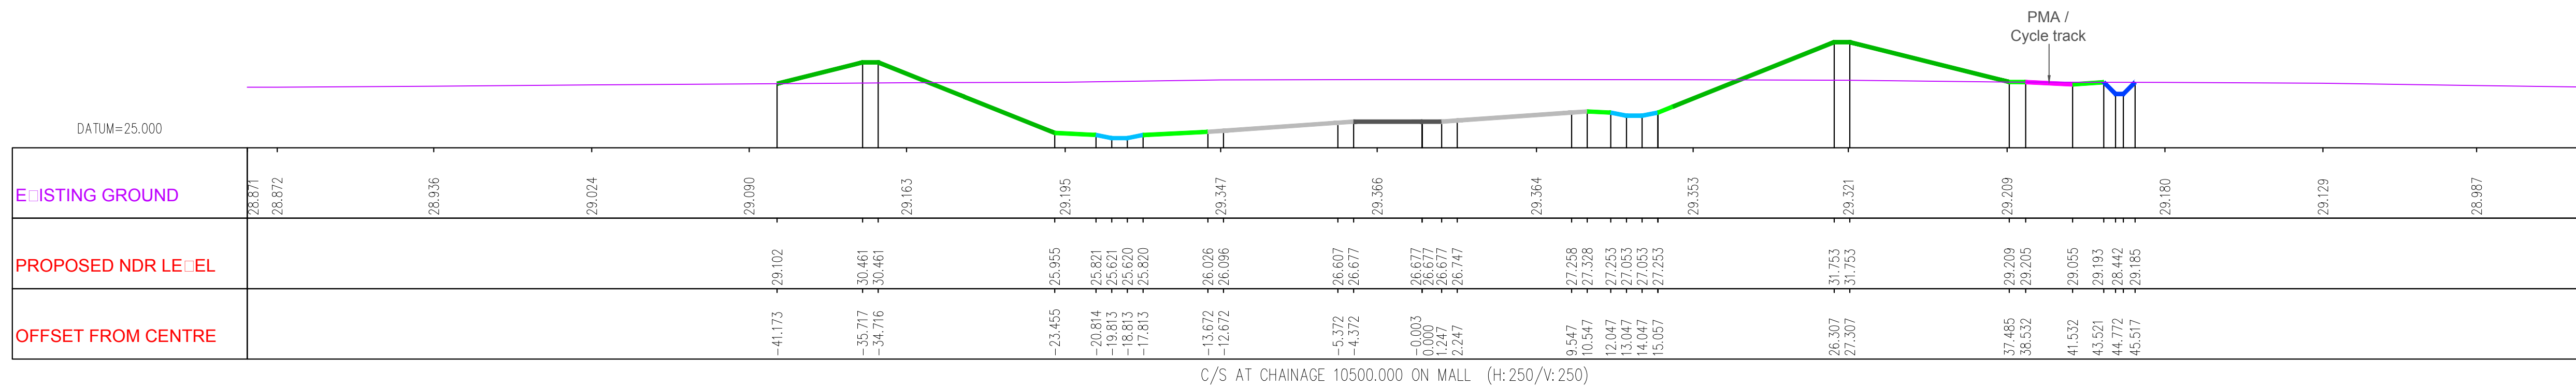 PMA /
Cycle track
DATUM=25.000
E□ISTING GROUND
28.871 28.872 28.936 29.024 29.090 29.163 29.195 29.347 29.366 29.364 29.353 29.321 29.209 29.180 29.129 28.987
PROPOSED NDR LE□EL
29.102 30.461 30.461 25.955 25.821 25.621 25.620 25.820 26.026 26.096 26.607 26.677 26.677 26.677 26.677 26.747 27.258 27.328 27.253 27.053 27.053 27.253 31.753 31.753 29.209 29.205 29.055 29.193 28.442 29.185
OFFSET FROM CENTRE
-41.173 -35.717 -34.716 -23.455 -20.814 -19.813 -18.813 -17.813 -13.672 -12.672 -5.372 -4.372 -0.003 0.000 1.247 2.247 9.547 10.547 12.047 13.047 14.047 15.057 26.307 27.307 37.485 38.532 41.532 43.521 44.772 45.517
C/S AT CHAINAGE 10500.000 ON MALL (H:250/V:250)